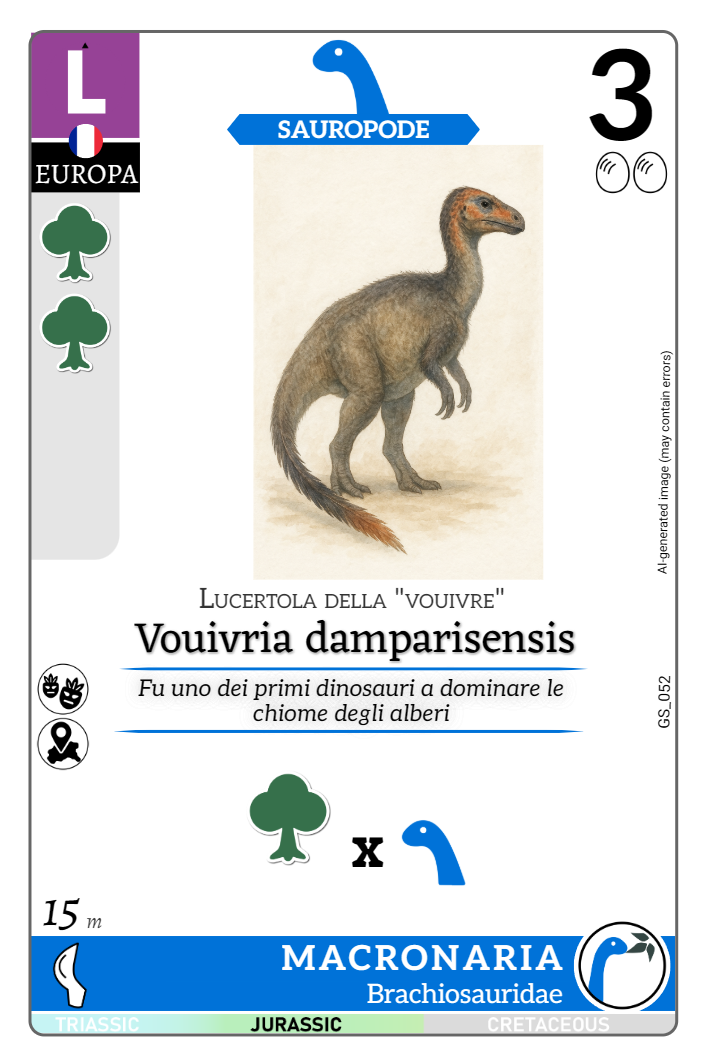 L
EUROPA
SAUROPODE
3
AI-generated image (may contain errors)
Lucertola della "vouivre"
Vouivria damparisensis
Fu uno dei primi dinosauri a dominare le
chiome degli alberi
GS_052
x
15 m
MACRONARIA
Brachiosauridae
TRIASSIC JURASSIC CRETACEOUS